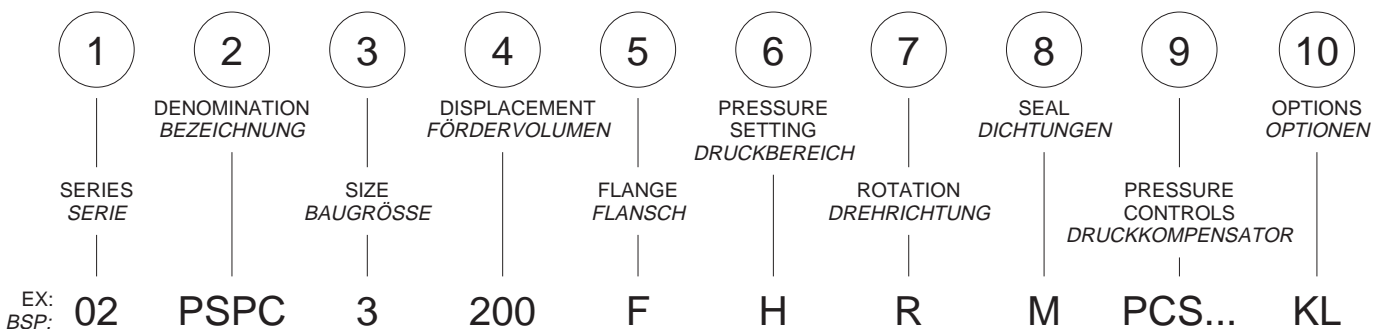 1 2 3 4 5 6 7 8 9 10
DENOMINATION DISPLACEMENT PRESSURE SEAL OPTIONS
BEZEICHNUNG FÖRDERVOLUMEN SETTING DICHTUNGEN OPTIONEN
DRUCKBEREICH
SERIES SIZE FLANGE ROTATION PRESSURE
SERIE BAUGRÖSSE FLANSCH DREHRICHTUNG CONTROLS
DRUCKKOMPENSATOR
EX: 02 PSPC 3 200 F H R M PCS... KL
BSP: